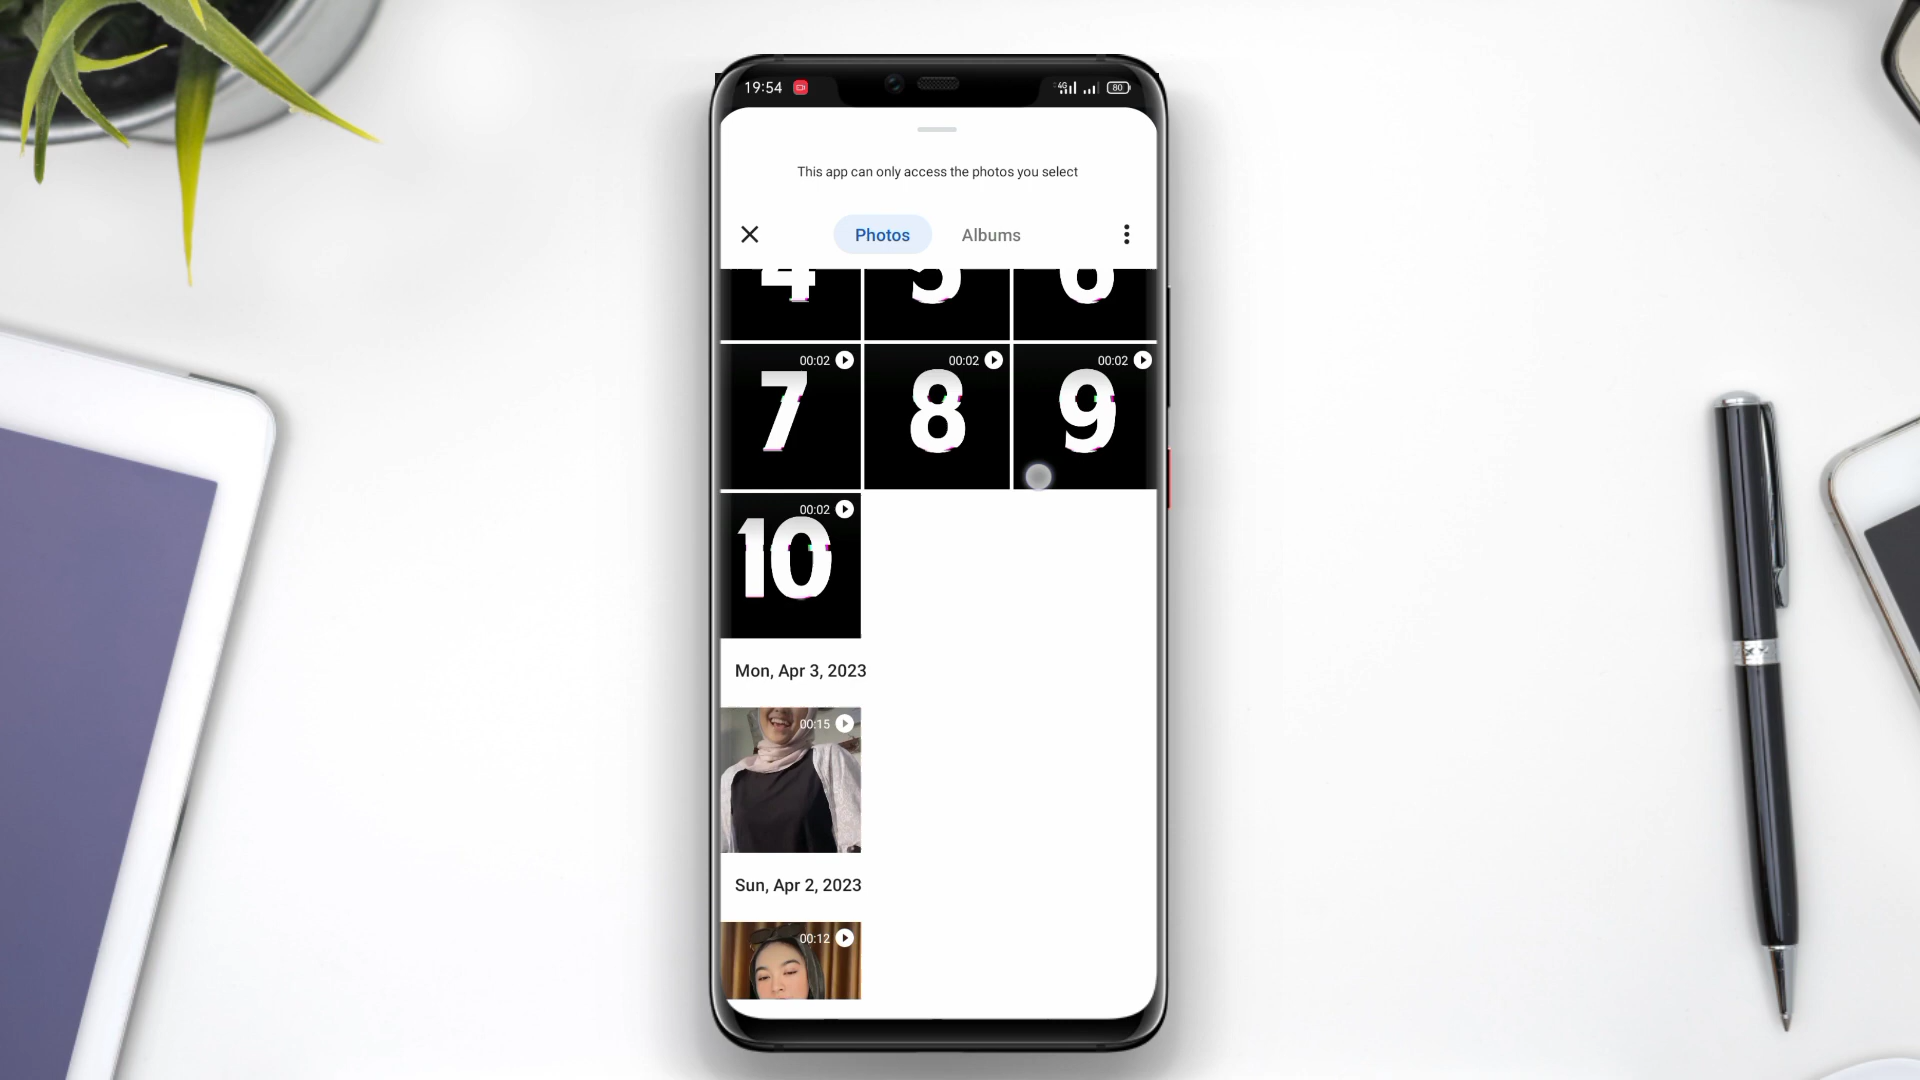 19:54
4G
80
This app can only access the photos you select
Photos
Albums
4
5
6
00:02
00:02
00:02
7
8
9
00:02
10
Mon, Apr 3, 2023
00:15
Sun, Apr 2, 2023
00:12